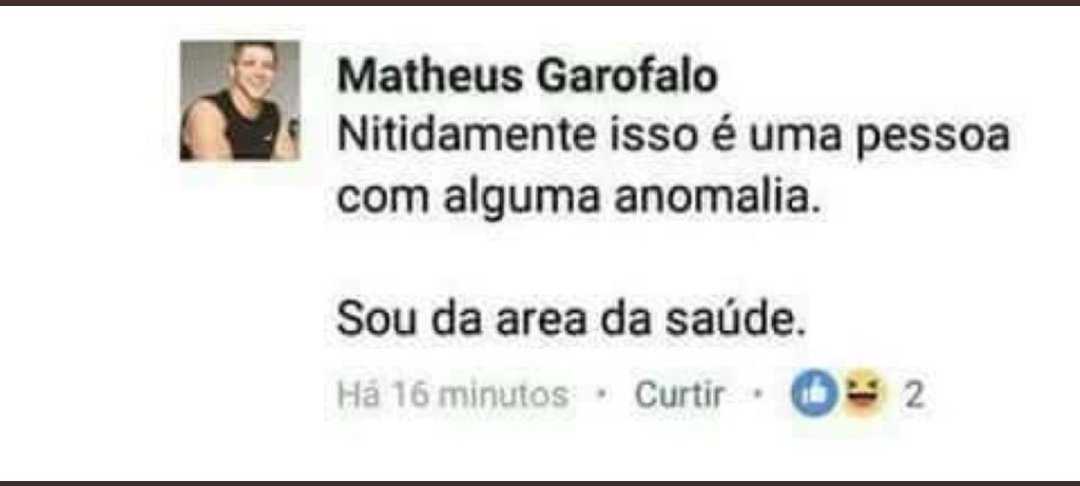 Matheus Garofalo
Nitidamente isso é uma pessoa
com alguma anomalia.
Sou da area da saúde.
Há 16 minutos · Curtir · 2